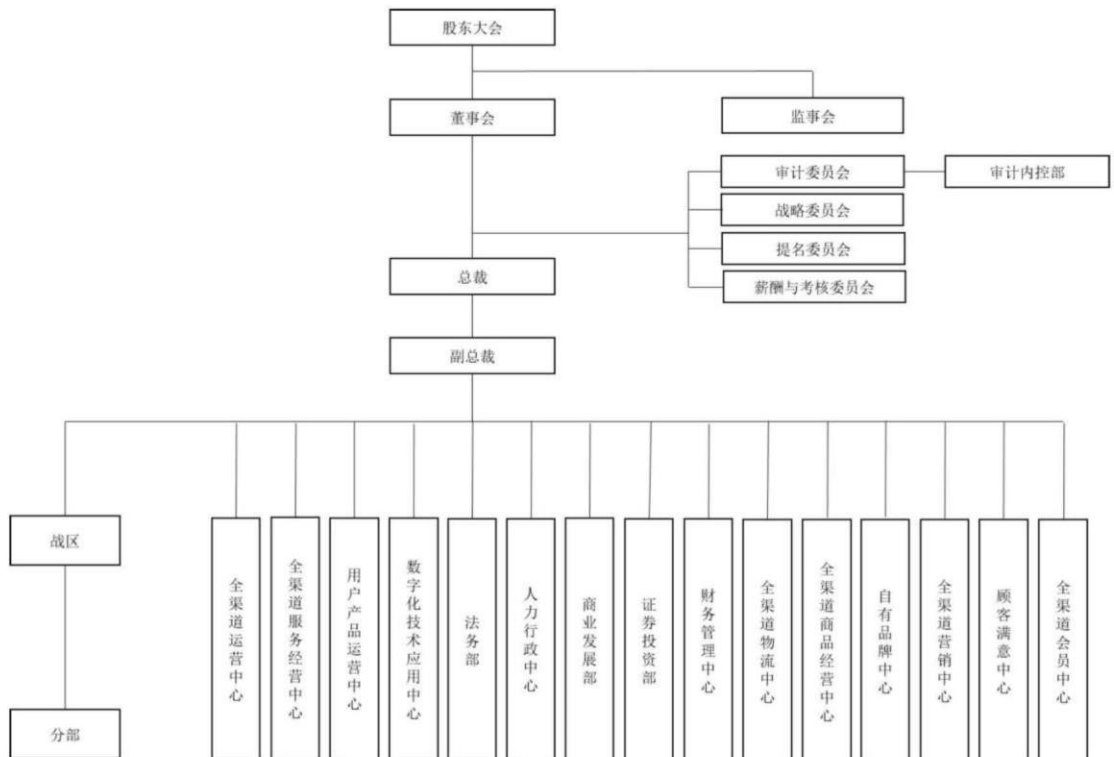 股东大会
董事会
监事会
审计委员会
审计内控部
战略委员会
提名委员会
总裁
薪酬与考核委员会
副总裁
战区
全渠道运营中心
全渠道服务经营中心
用户产品运营中心
数字化技术应用中心
法务部
人力行政中心
商业发展部
证券投资部
财务管理中心
全渠道物流中心
全渠道商品经营中心
自有品牌中心
全渠道营销中心
顾客满意中心
全渠道会员中心
分部